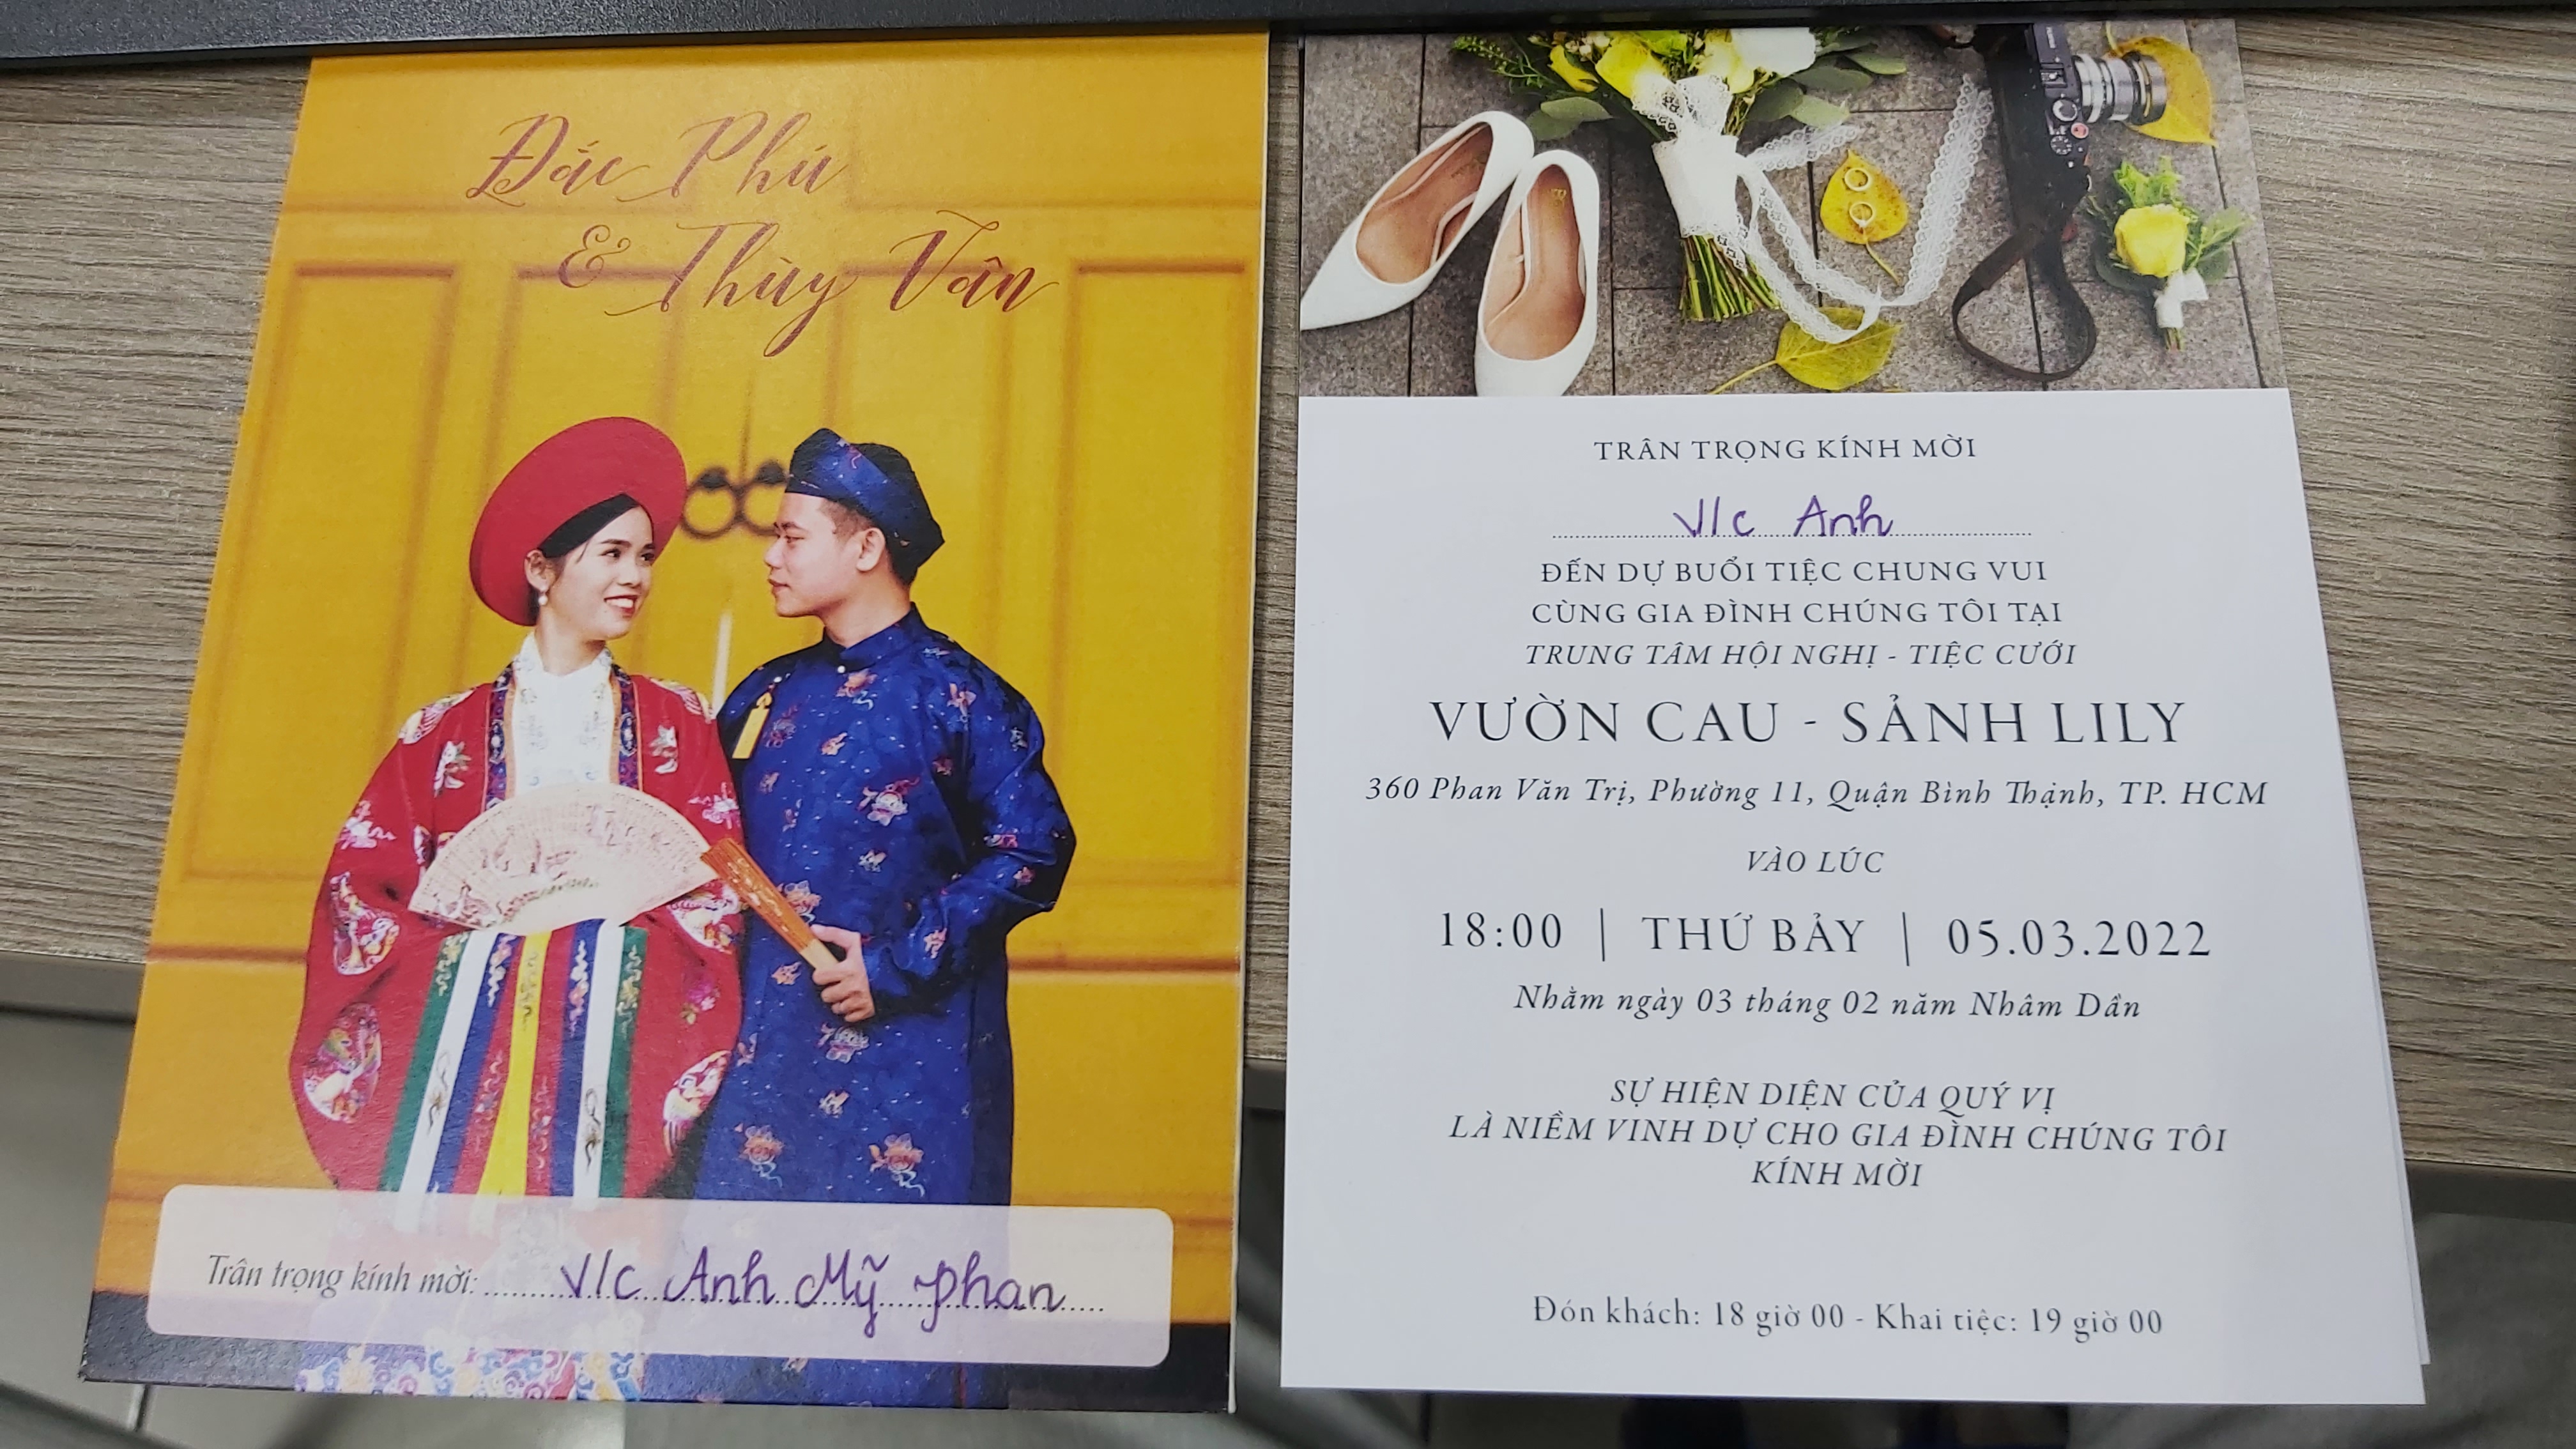 Đức Phú
& Thùy Vân
Trân trọng kính mời: V/c Anh Mỹ Phan
TRÂN TRỌNG KÍNH MỜI
V/c Anh
ĐẾN DỰ BUỔI TIỆC CHUNG VUI
CÙNG GIA ĐÌNH CHÚNG TÔI TẠI
TRUNG TÂM HỘI NGHỊ - TIỆC CƯỚI
VƯỜN CAU - SẢNH LILY
360 Phan Văn Trị, Phường 11, Quận Bình Thạnh, TP. HCM
VÀO LÚC
18:00 | THỨ BẢY | 05.03.2022
Nhằm ngày 03 tháng 02 năm Nhâm Dần
SỰ HIỆN DIỆN CỦA QUÝ VỊ
LÀ NIỀM VINH DỰ CHO GIA ĐÌNH CHÚNG TÔI
KÍNH MỜI
Đón khách: 18 giờ 00 - Khai tiệc: 19 giờ 00